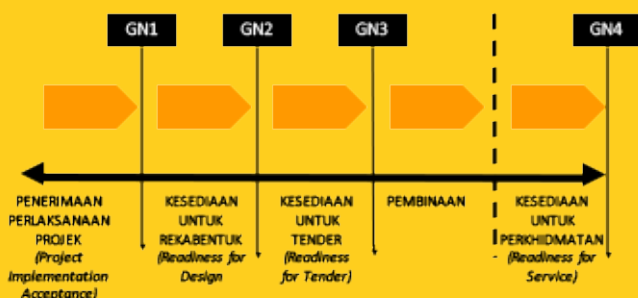 GN1 GN2 GN3 GN4
PENERIMAAN
PERLAKSANAAN
PROJEK
(Project
Implementation
Acceptance)
KESEDIAAN
UNTUK
REKABENTUK
(Readiness for
Design
KESEDIAAN
UNTUK
TENDER
(Readiness
for Tender)
PEMBINAAN
KESEDIAAN
UNTUK
PERKHIDMATAN
(Readiness for
Service)